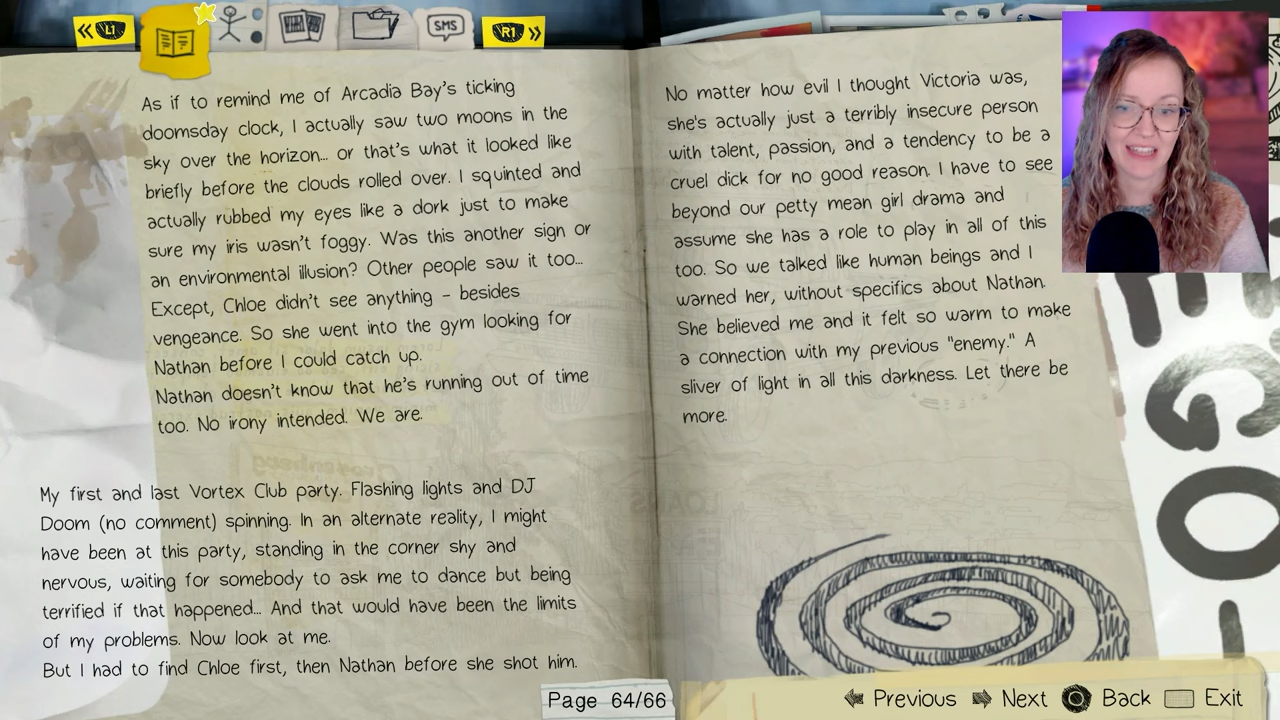 L1
SMS
R1
As if to remind me of Arcadia Bay's ticking
doomsday clock, I actually saw two moons in the
sky over the horizon... or that's what it looked like
briefly before the clouds rolled over. I squinted and
actually rubbed my eyes like a dork just to make
sure my iris wasn't foggy. Was this another sign or
an environmental illusion? Other people saw it too...
Except, Chloe didn't see anything - besides
vengeance. So she went into the gym looking for
Nathan before I could catch up.
Nathan doesn't know that he's running out of time
too. No irony intended. We are.
My first and last Vortex Club party. Flashing lights and DJ
Doom (no comment) spinning. In an alternate reality, I might
have been at this party, standing in the corner shy and
nervous, waiting for somebody to ask me to dance but being
terrified if that happened... And that would have been the limits
of my problems. Now look at me.
But I had to find Chloe first, then Nathan before she shot him.
No matter how evil I thought Victoria was,
she's actually just a terribly insecure person
with talent, passion, and a tendency to be a
cruel dick for no good reason. I have to see
beyond our petty mean girl drama and
assume she has a role to play in all of this
too. So we talked like human beings and I
warned her, without specifics about Nathan.
She believed me and it felt so warm to make
a connection with my previous "enemy." A
sliver of light in all this darkness. Let there be
more.
Page 64/66
Previous
Next
Back
Exit